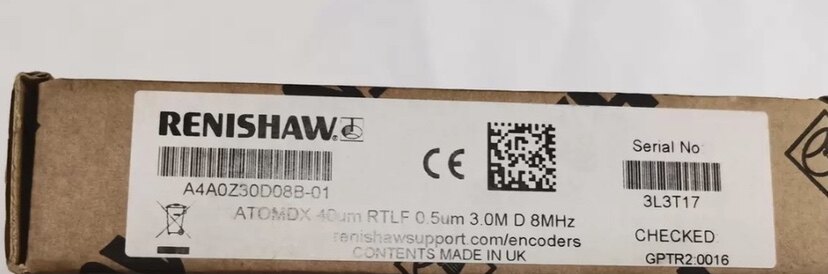 RENISHAW
A4A0Z30D08B-01
ATOMDX 40um RTLF 0.5um 3.0M D 8MHz
renishawsupport.com/encoders
CONTENTS MADE IN UK
CE
Serial No
3L3T17
CHECKED
GPTR2:0016